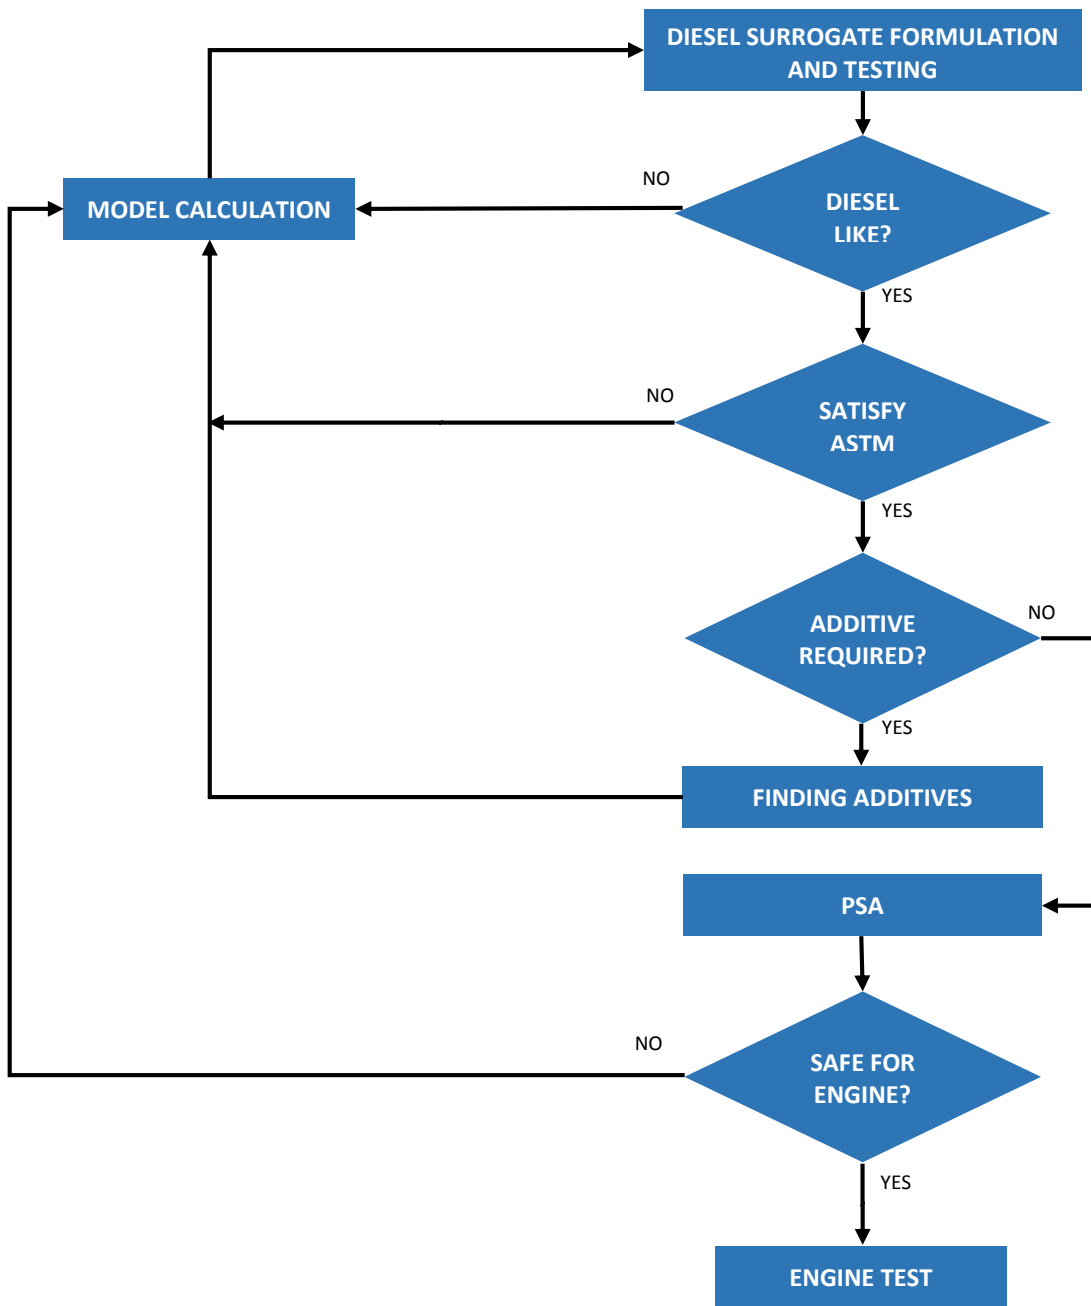 DIESEL SURROGATE FORMULATION
AND TESTING
NO
MODEL CALCULATION
DIESEL
LIKE?
YES
NO
SATISFY
ASTM
YES
ADDITIVE
REQUIRED?
NO
YES
FINDING ADDITIVES
PSA
NO
SAFE FOR
ENGINE?
YES
ENGINE TEST